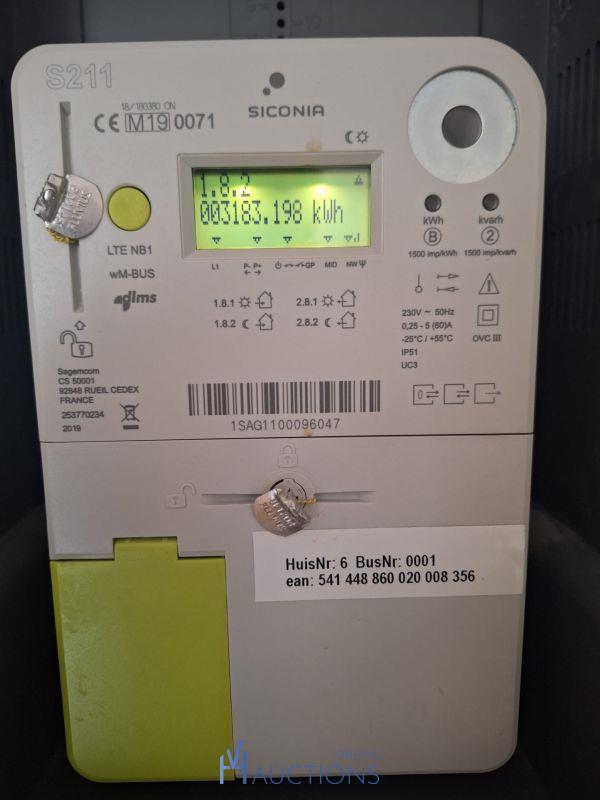 S211
18/180380 ON
CE M19 0071
SICONIA
1.8.2
003183.198 kWh
L1 P- P+ GP MID NW
LTE NB1
wM-BUS
dlms
kWh kvarh
B 2
1500 imp/kWh 1500 imp/kvarh
1.8.1 2.8.1
1.8.2 2.8.2
230V ~ 50Hz
0,25 - 5 (60)A
-25°C / +55°C
IP51
UC3
OVC III
Sagemcom
CS 50001
92848 RUEIL CEDEX
FRANCE
253770234
2019
1SAG1100096047
HuisNr: 6 BusNr: 0001
ean: 541 448 860 020 008 356
AUCTIONS